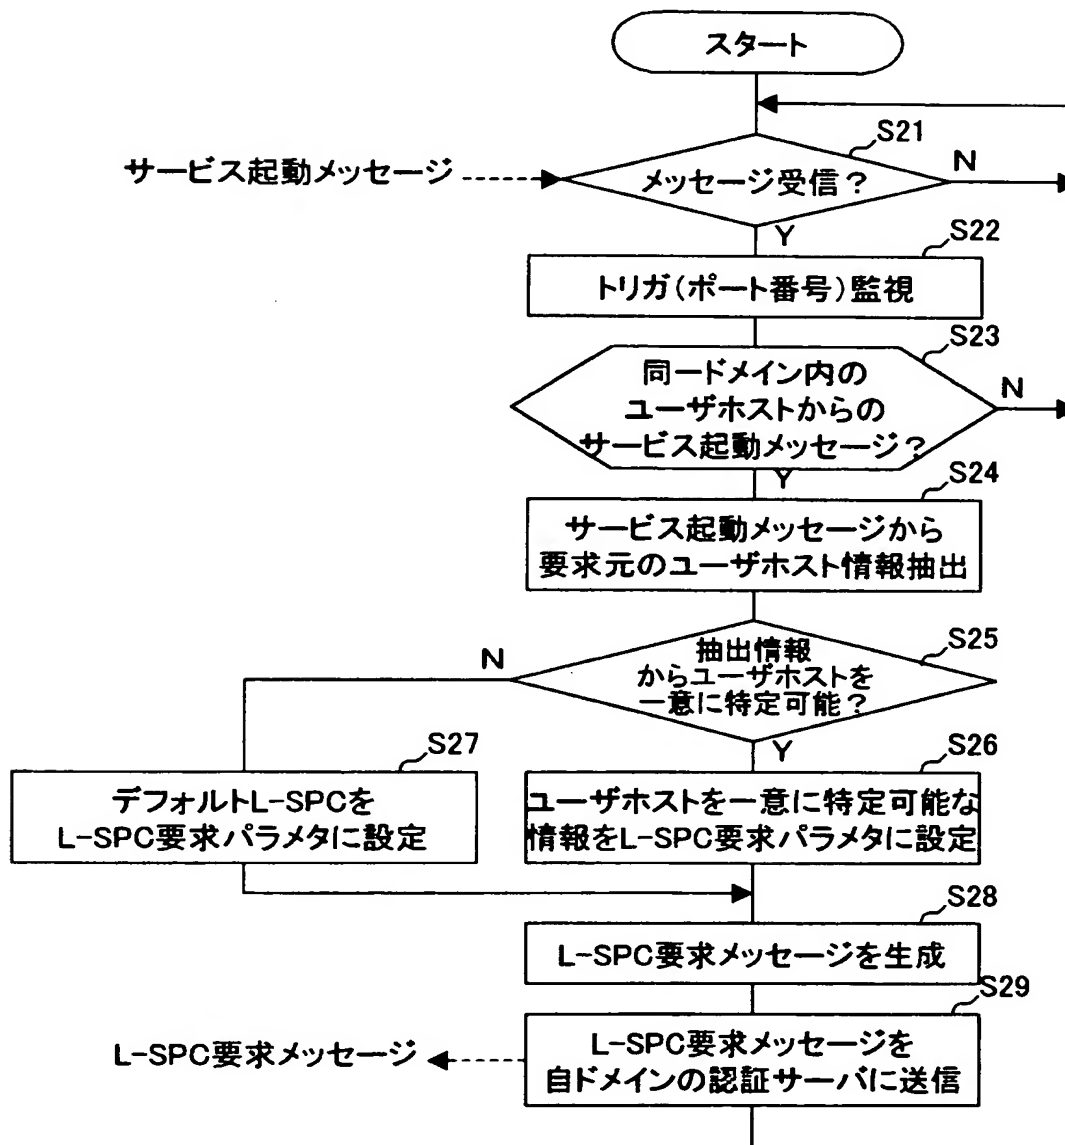 スタート
S21
サービス起動メッセージ
メッセージ受信?
N
Y
S22
トリガ(ポート番号)監視
S23
同一ドメイン内の
ユーザホストからの
サービス起動メッセージ?
N
Y
S24
サービス起動メッセージから
要求元のユーザホスト情報抽出
S25
N
抽出情報
からユーザホストを
一意に特定可能?
Y
S27
デフォルトL-SPCを
L-SPC要求パラメタに設定
S26
ユーザホストを一意に特定可能な
情報をL-SPC要求パラメタに設定
S28
L-SPC要求メッセージを生成
S29
L-SPC要求メッセージ
L-SPC要求メッセージを
自ドメインの認証サーバに送信